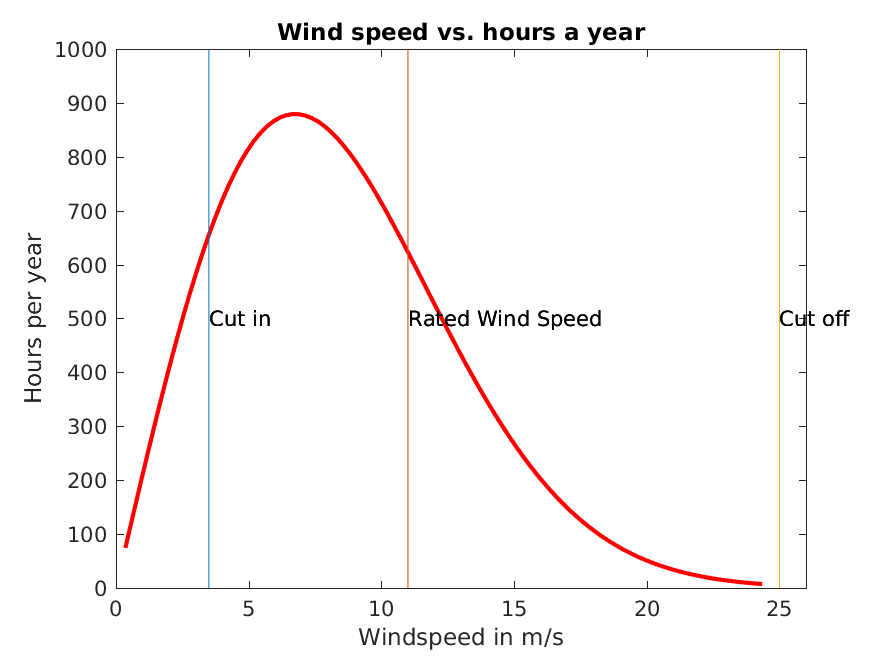 Wind speed vs. hours a year
1000
900
800
700
600
500
400
300
200
100
0
Hours per year
Cut in
Rated Wind Speed
Cut off
0 5 10 15 20 25
Windspeed in m/s